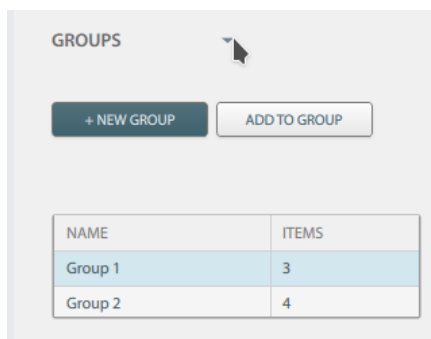 GROUPS
+ NEW GROUP ADD TO GROUP
NAME ITEMS
Group 1 3
Group 2 4